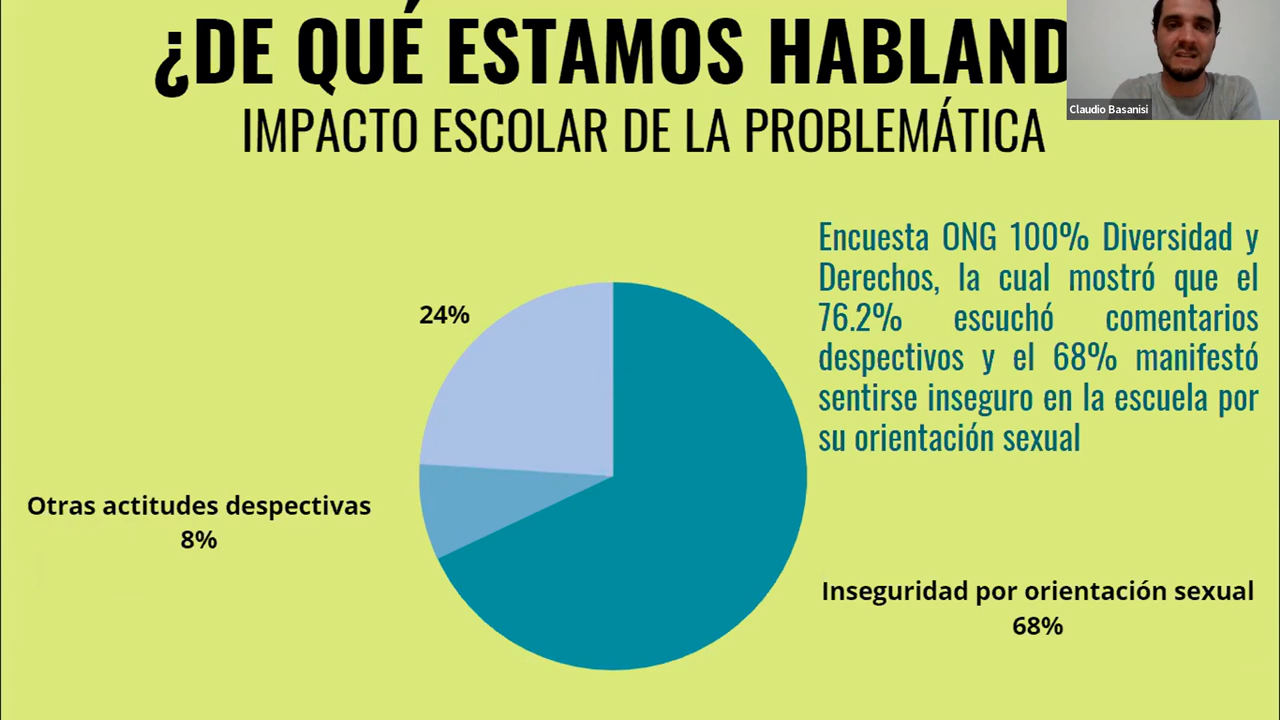 ¿DE QUÉ ESTAMOS HABLAND
IMPACTO ESCOLAR DE LA PROBLEMÁTICA
Claudio Basanisi
Encuesta ONG 100% Diversidad y
Derechos, la cual mostró que el
76.2% escuchó comentarios
despectivos y el 68% manifestó
sentirse inseguro en la escuela por
su orientación sexual
24%
Otras actitudes despectivas
8%
Inseguridad por orientación sexual
68%